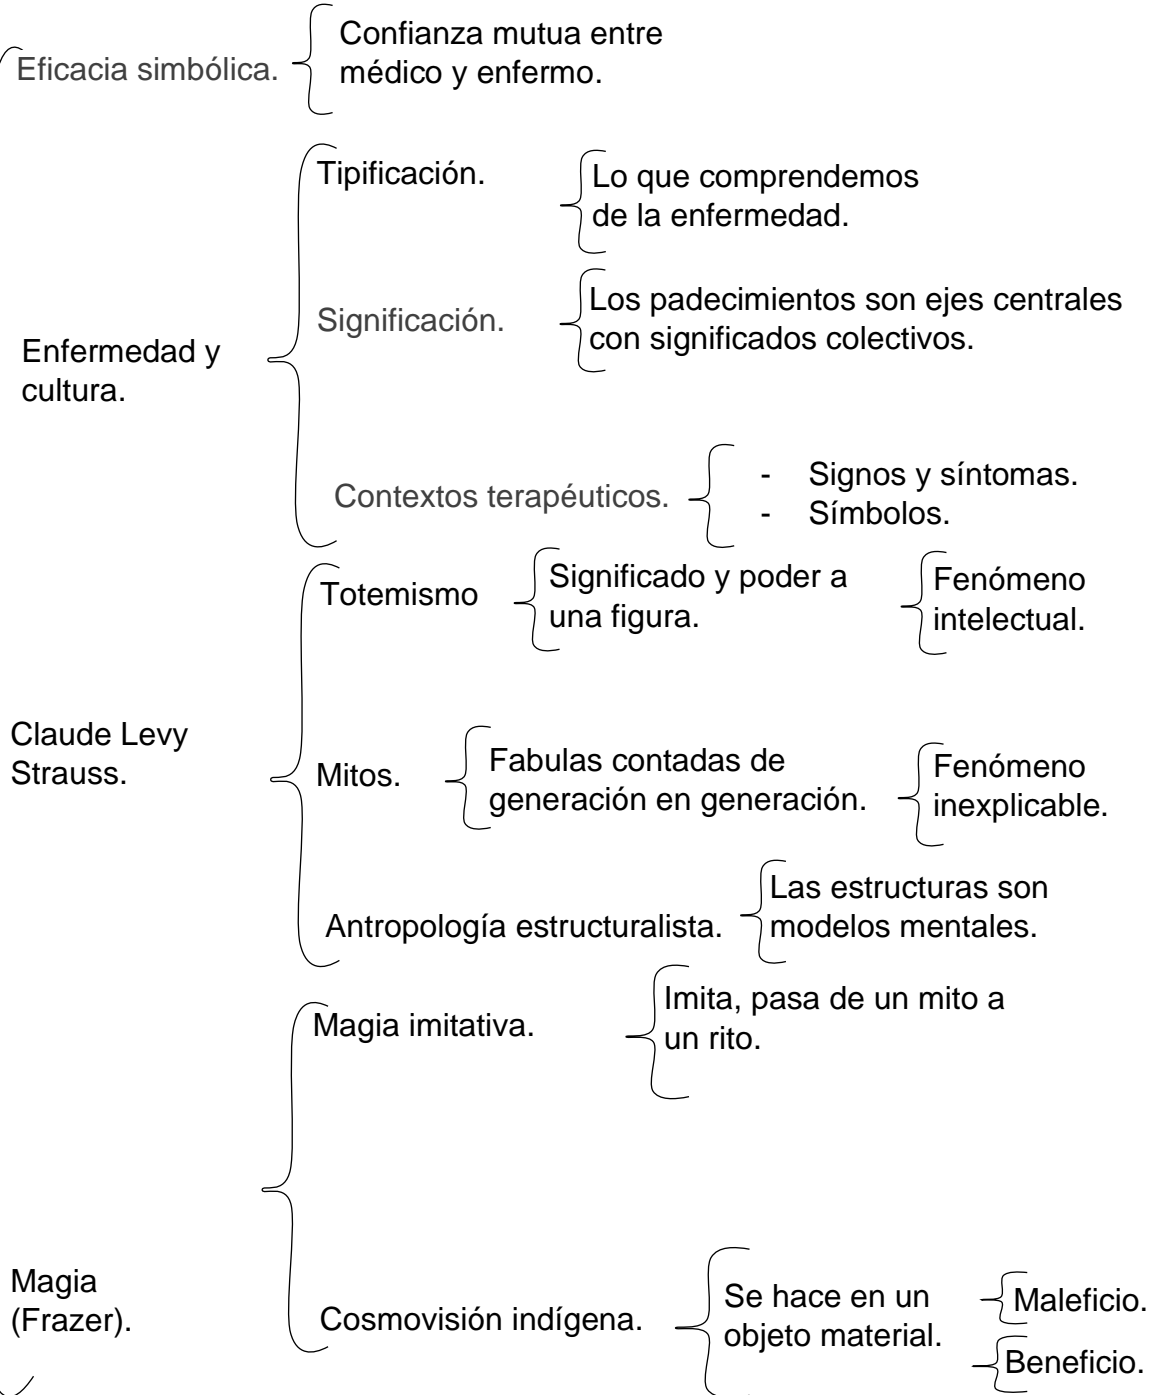 Eficacia simbólica.
Confianza mutua entre
médico y enfermo.
Enfermedad y
cultura.
Tipificación.
Lo que comprendemos
de la enfermedad.
Significación.
Los padecimientos son ejes centrales
con significados colectivos.
Contextos terapéuticos.
- Signos y síntomas.
- Símbolos.
Claude Levy
Strauss.
Totemismo
Significado y poder a
una figura.
Fenómeno
intelectual.
Mitos.
Fabulas contadas de
generación en generación.
Fenómeno
inexplicable.
Antropología estructuralista.
Las estructuras son
modelos mentales.
Magia
(Frazer).
Magia imitativa.
Imita, pasa de un mito a
un rito.
Cosmovisión indígena.
Se hace en un
objeto material.
Maleficio.
Beneficio.